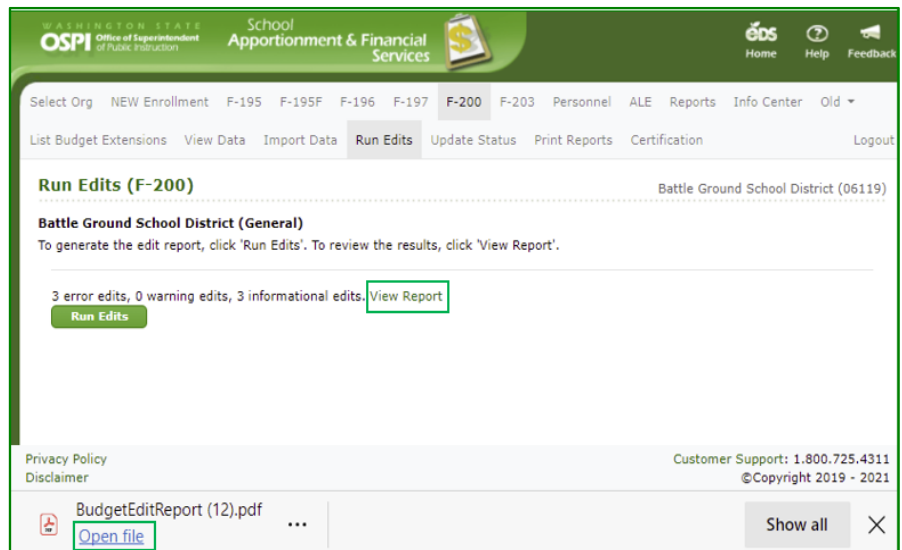 WASHINGTON STATE
OSPI Office of Superintendent
of Public Instruction
School
Apportionment & Financial
Services
ėDS
Home
Help
Feedback
Select Org NEW Enrollment F-195 F-195F F-196 F-197 F-200 F-203 Personnel ALE Reports Info Center Old
List Budget Extensions View Data Import Data Run Edits Update Status Print Reports Certification Logout
Run Edits (F-200) Battle Ground School District (06119)
Battle Ground School District (General)
To generate the edit report, click 'Run Edits'. To review the results, click 'View Report'.
3 error edits, 0 warning edits, 3 informational edits. View Report
Run Edits
Privacy Policy Customer Support: 1.800.725.4311
Disclaimer ©Copyright 2019 - 2021
BudgetEditReport (12).pdf
Open file
...
Show all